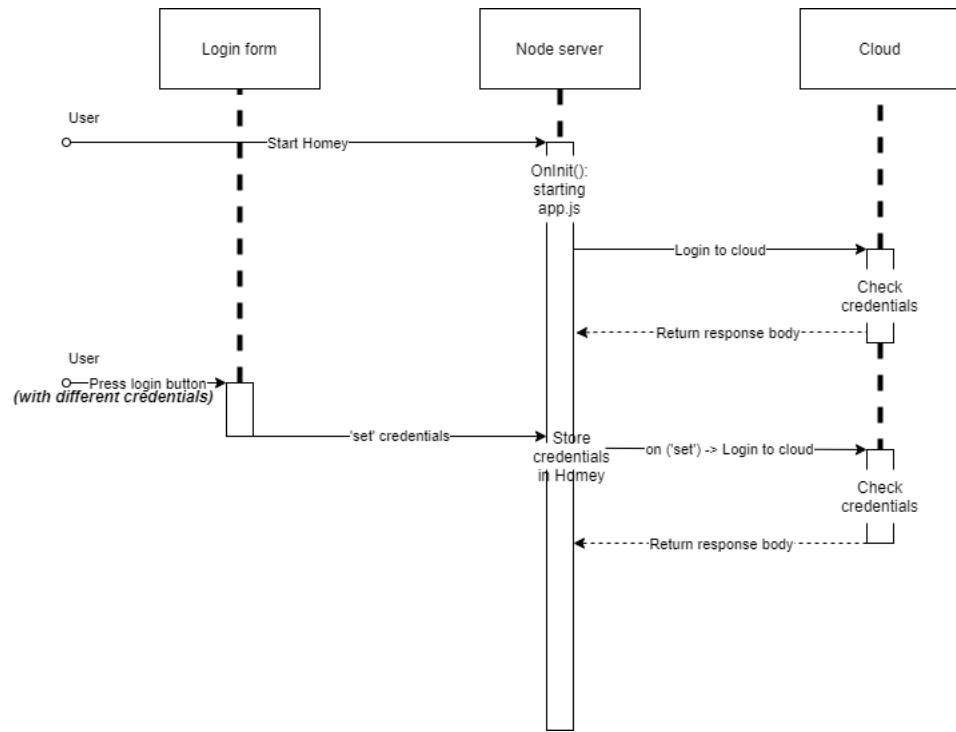 Login form
Node server
Cloud
User
Start Homey
OnInit():
starting
app.js
Login to cloud
Check
credentials
Return response body
User
Press login button
(with different credentials)
'set' credentials
Store
credentials
in Homey
on ('set') -> Login to cloud
Check
credentials
Return response body